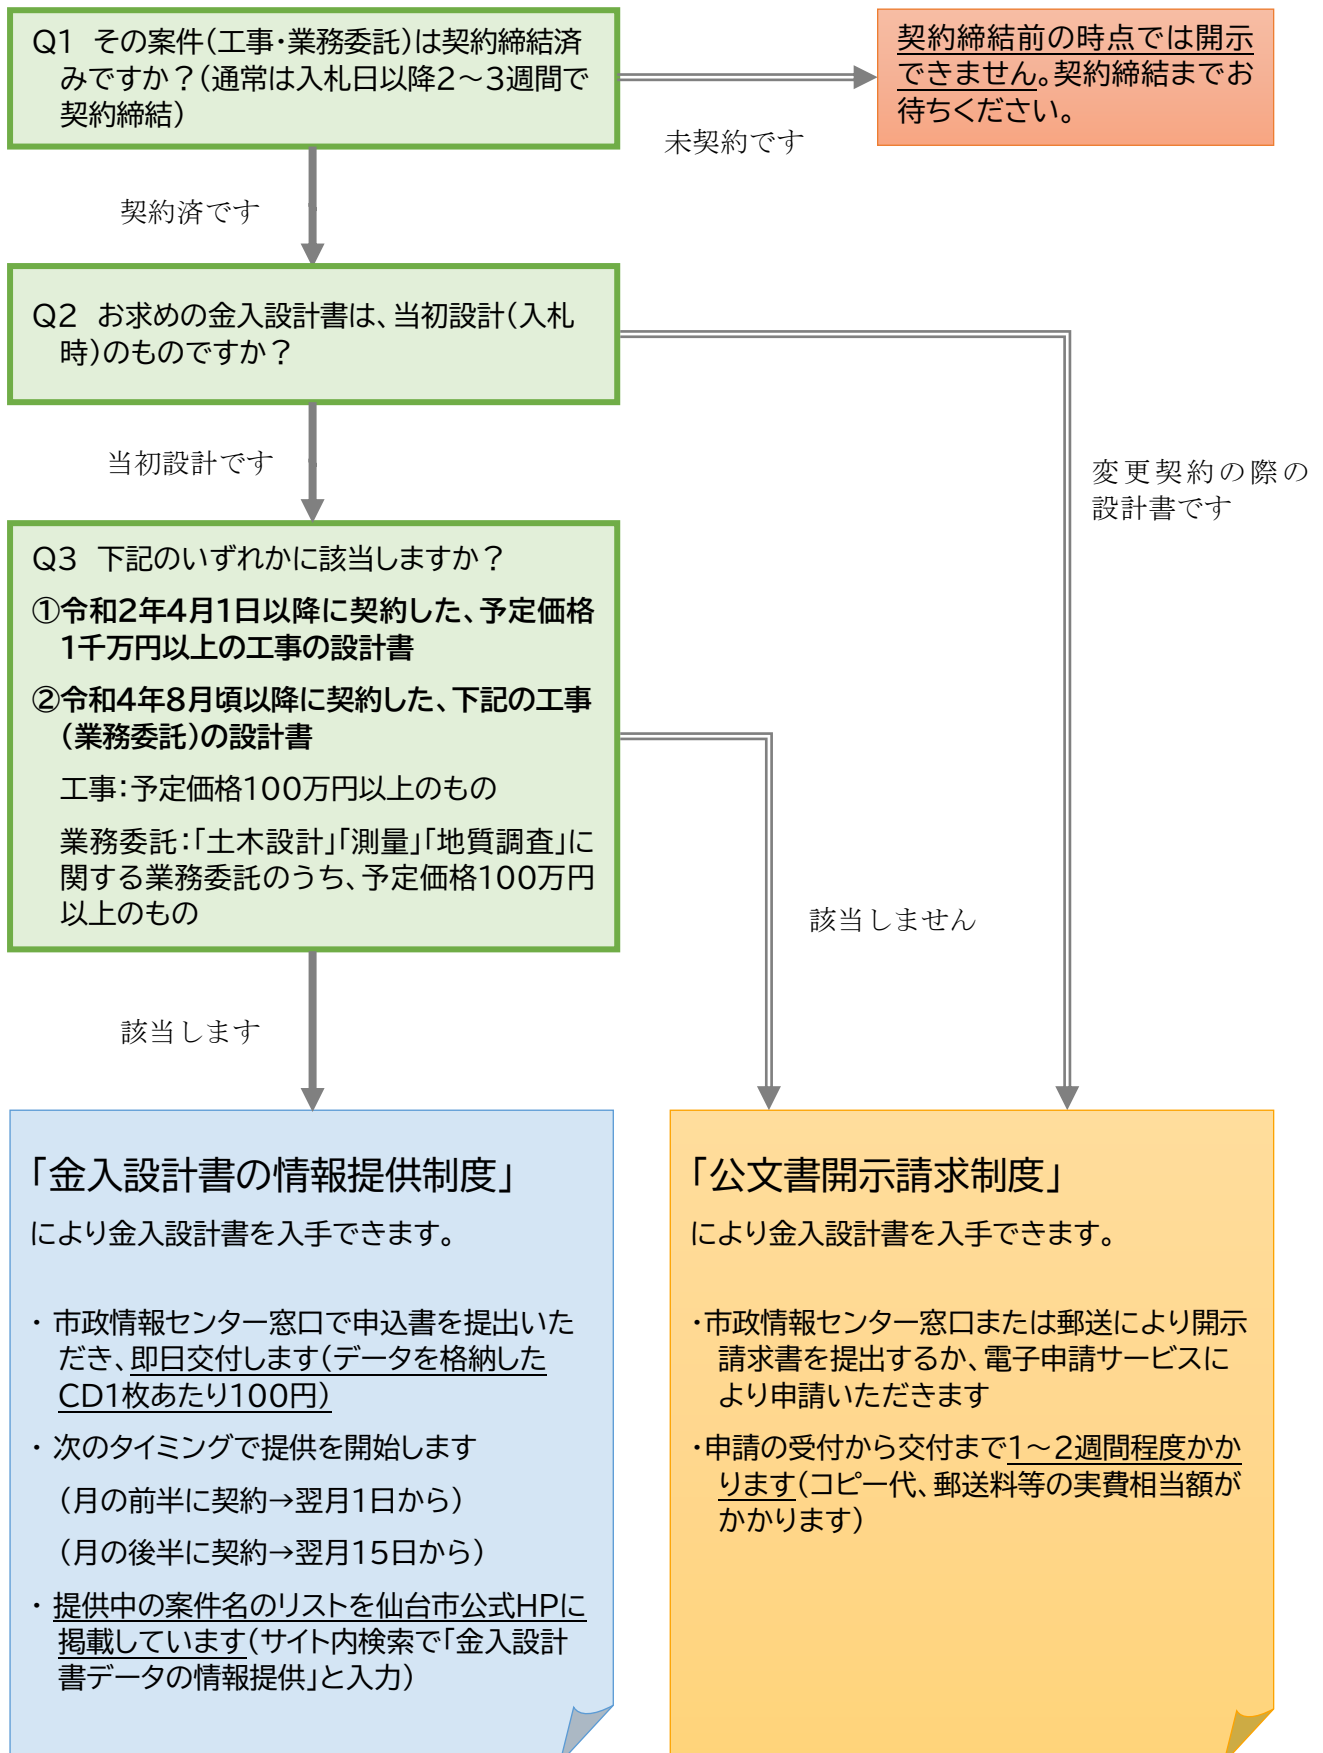 Q1 その案件（工事・業務委託）は契約締結済
みですか？（通常は入札日以降2～3週間で
契約締結）
契約締結前の時点では開示
できません。契約締結までお
待ちください。
未契約です
契約済です
Q2 お求めの金入設計書は、当初設計（入札
時）のものですか？
当初設計です
変更契約の際の
設計書です
Q3 下記のいずれかに該当しますか？
①令和2年4月1日以降に契約した、予定価格
1千万円以上の工事の設計書
②令和4年8月頃以降に契約した、下記の工事
（業務委託）の設計書
工事：予定価格100万円以上のもの
業務委託：「土木設計」「測量」「地質調査」に
関する業務委託のうち、予定価格100万円
以上のもの
該当しません
該当します
「金入設計書の情報提供制度」
により金入設計書を入手できます。
・ 市政情報センター窓口で申込書を提出いた
だき、即日交付します（データを格納した
CD1枚あたり100円）
・ 次のタイミングで提供を開始します
（月の前半に契約→翌月1日から）
（月の後半に契約→翌月15日から）
・ 提供中の案件名のリストを仙台市公式HPに
掲載しています（サイト内検索で「金入設計
書データの情報提供」と入力）
「公文書開示請求制度」
により金入設計書を入手できます。
・市政情報センター窓口または郵送により開示
請求書を提出するか、電子申請サービスに
より申請いただきます
・申請の受付から交付まで1～2週間程度かか
ります（コピー代、郵送料等の実費相当額が
かかります）